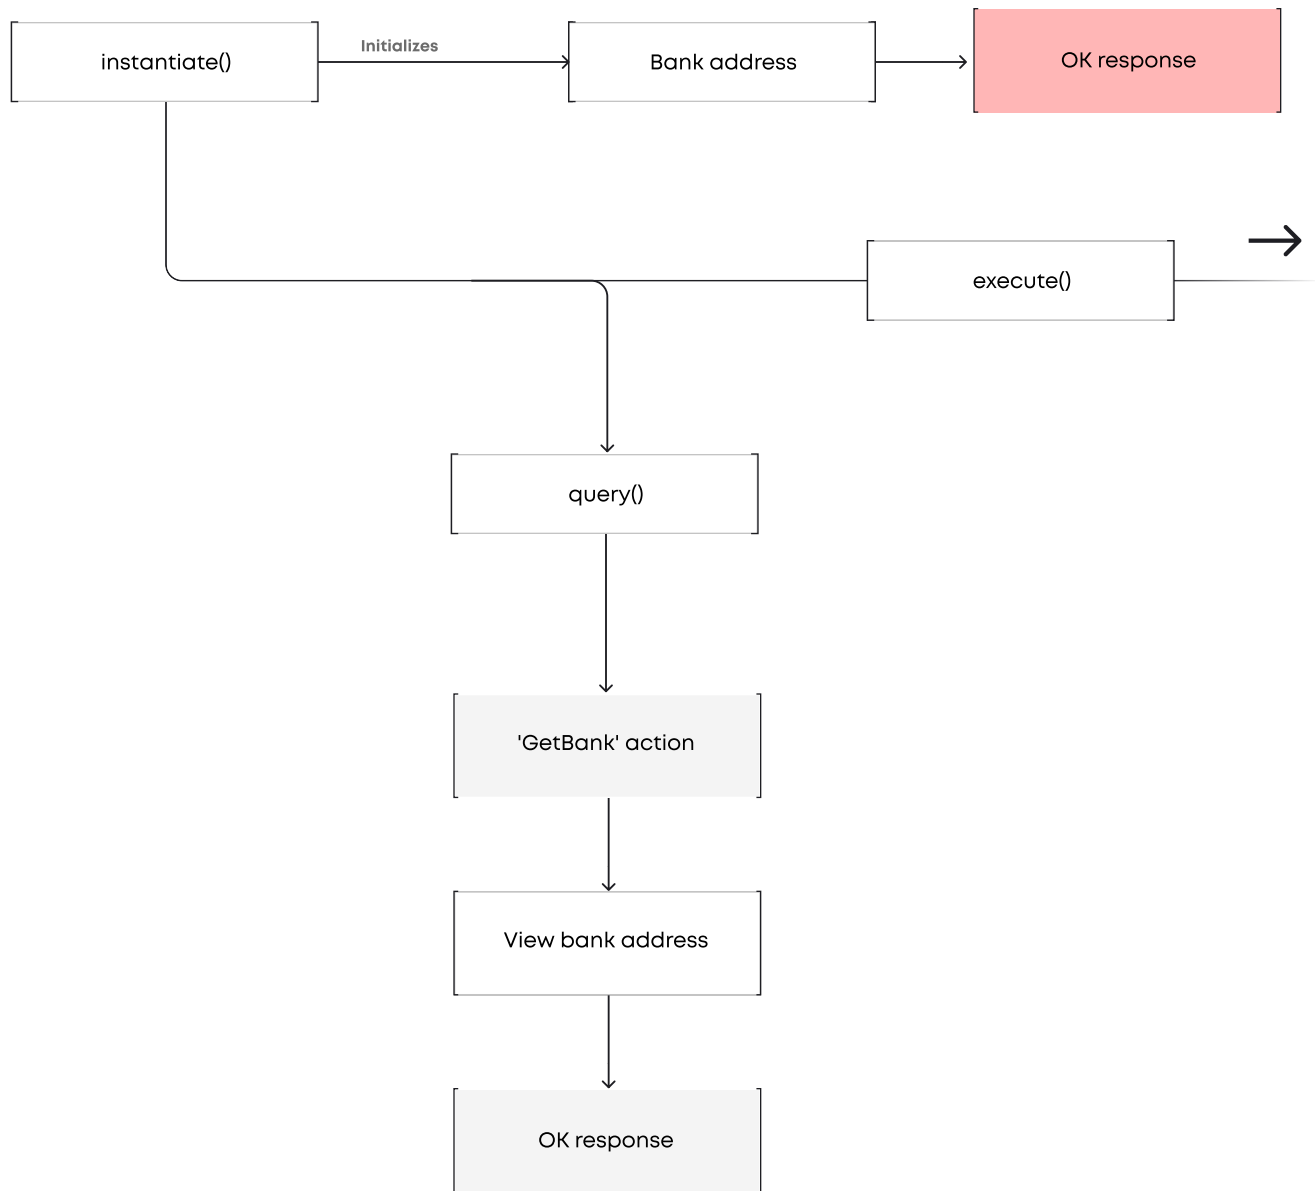 instantiate()
Initializes
Bank address
OK response
execute()
query()
'GetBank' action
View bank address
OK response